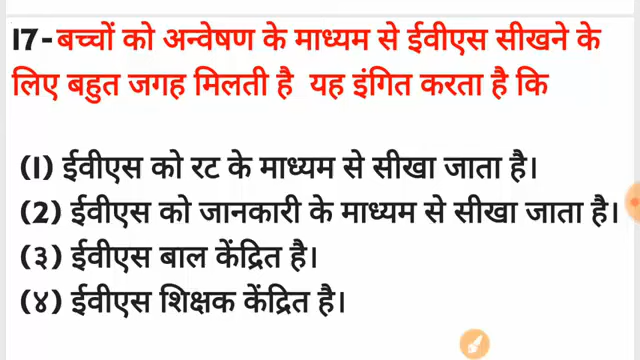 17-बच्चों को अन्वेषण के माध्यम से ईवीएस सीखने के
लिए बहुत जगह मिलती है यह इंगित करता है कि
(1) ईवीएस को रट के माध्यम से सीखा जाता है।
(2) ईवीएस को जानकारी के माध्यम से सीखा जाता है।
(३) ईवीएस बाल केंद्रित है।
(४) ईवीएस शिक्षक केंद्रित है।